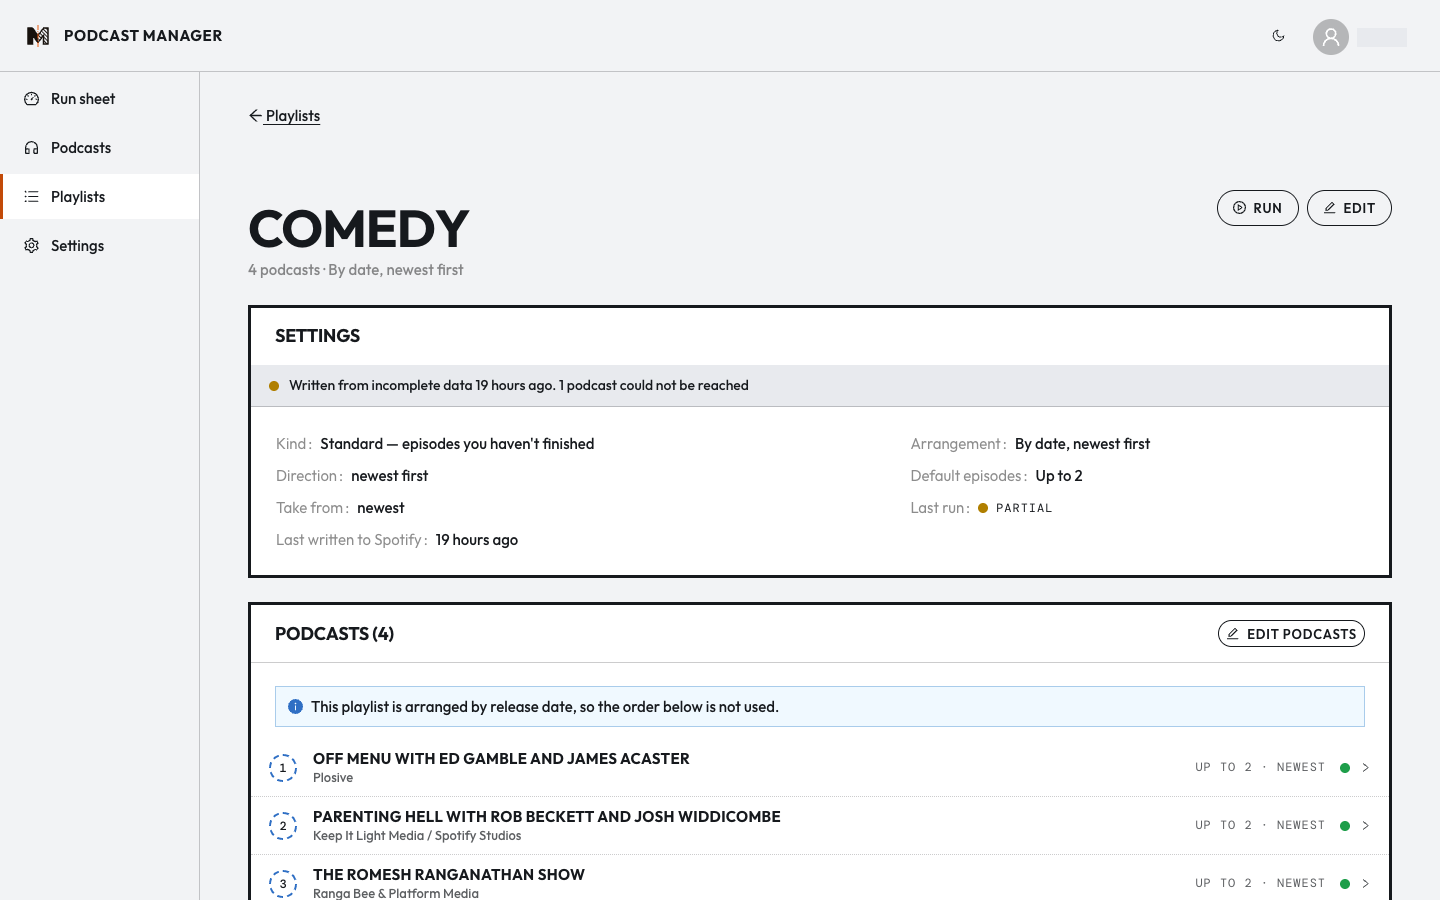 PODCAST MANAGER
Run sheet
Podcasts
Playlists
Settings
Playlists
COMEDY
RUN
EDIT
4 podcasts · By date, newest first
SETTINGS
Written from incomplete data 19 hours ago. 1 podcast could not be reached
Kind: Standard — episodes you haven't finished
Arrangement: By date, newest first
Direction: newest first
Default episodes: Up to 2
Take from: newest
Last run: PARTIAL
Last written to Spotify: 19 hours ago
PODCASTS (4)
EDIT PODCASTS
This playlist is arranged by release date, so the order below is not used.
1 OFF MENU WITH ED GAMBLE AND JAMES ACASTER
Plosive
UP TO 2 · NEWEST
2 PARENTING HELL WITH ROB BECKETT AND JOSH WIDDICOMBE
Keep It Light Media / Spotify Studios
UP TO 2 · NEWEST
3 THE ROMESH RANGANATHAN SHOW
Ranga Bee & Platform Media
UP TO 2 · NEWEST